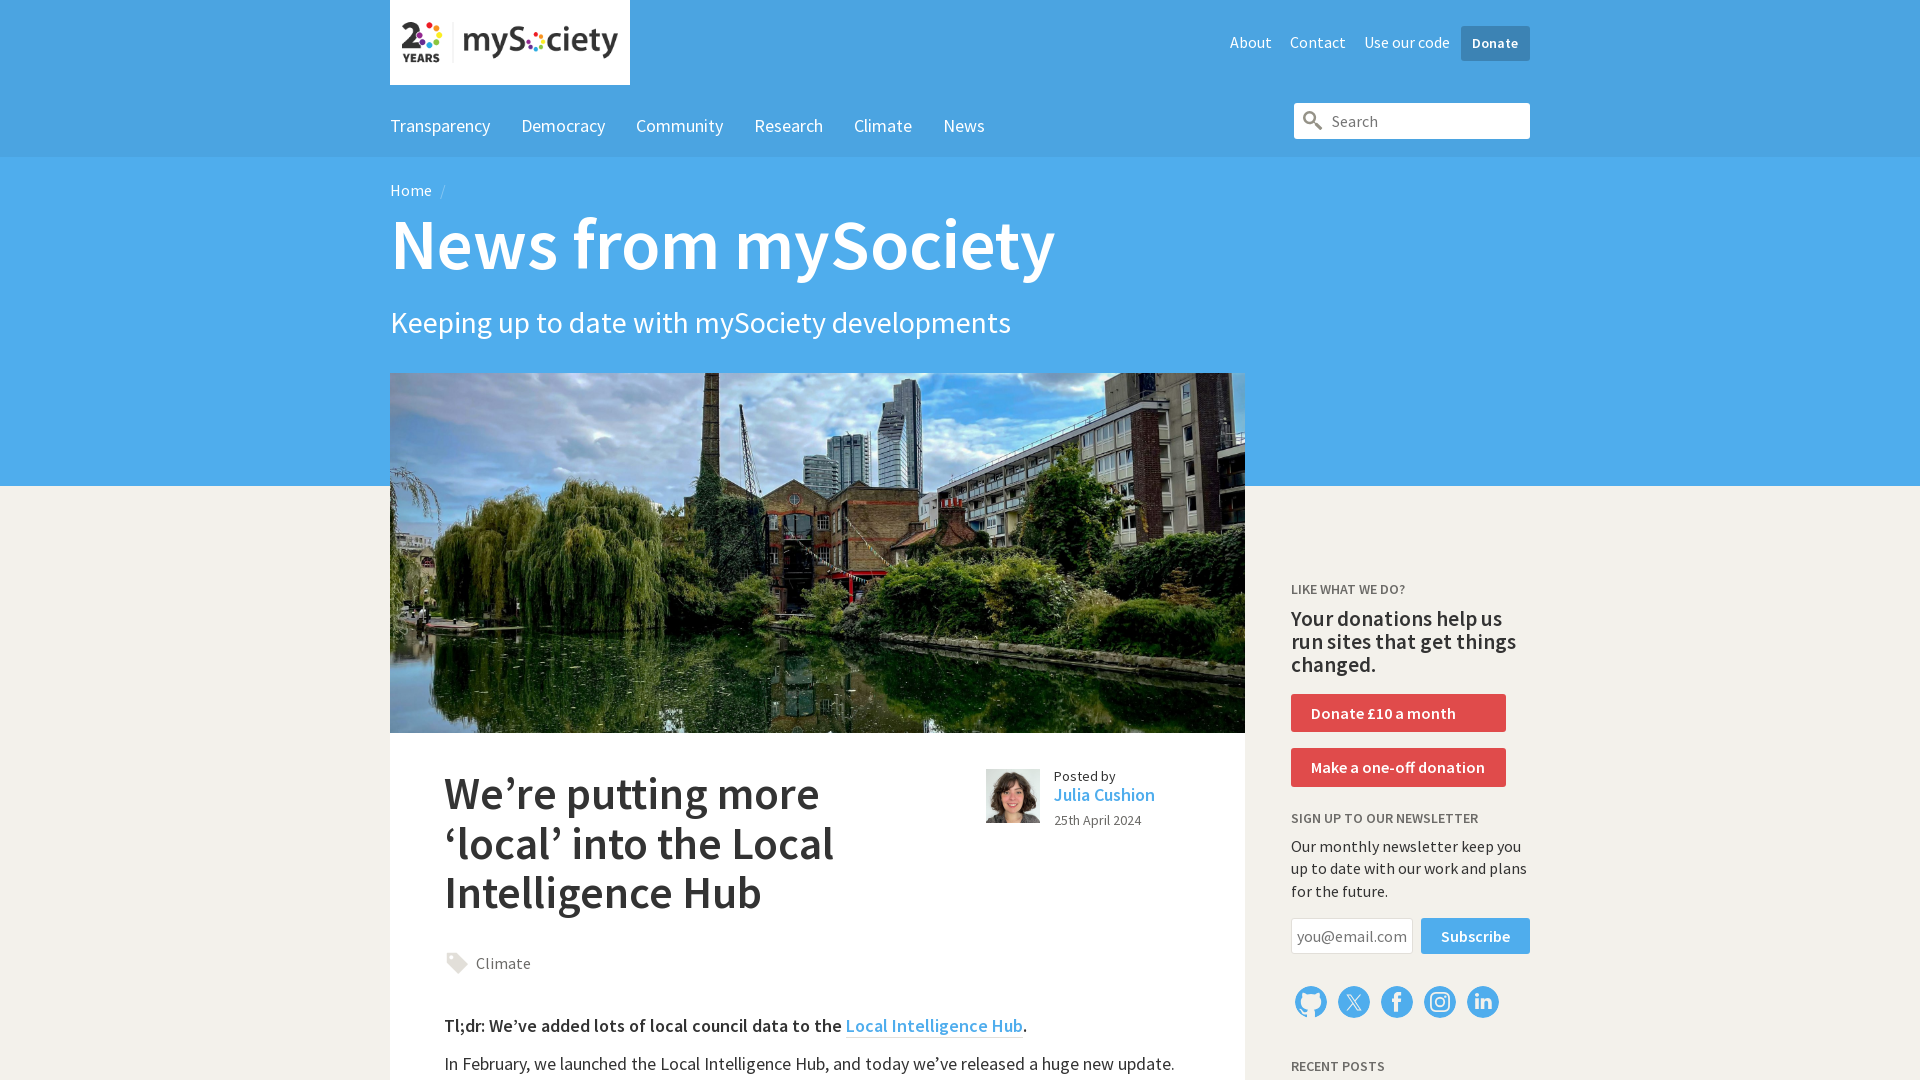 20 YEARS mySociety
About Contact Use our code Donate
Transparency Democracy Community Research Climate News
Search
Home /
News from mySociety
Keeping up to date with mySociety developments
We’re putting more
‘local’ into the Local
Intelligence Hub
Posted by
Julia Cushion
25th April 2024
Climate
Tl;dr: We’ve added lots of local council data to the Local Intelligence Hub.
In February, we launched the Local Intelligence Hub, and today we’ve released a huge new update.
LIKE WHAT WE DO?
Your donations help us
run sites that get things
changed.
Donate £10 a month
Make a one-off donation
SIGN UP TO OUR NEWSLETTER
Our monthly newsletter keep you
up to date with our work and plans
for the future.
you@email.com Subscribe
RECENT POSTS